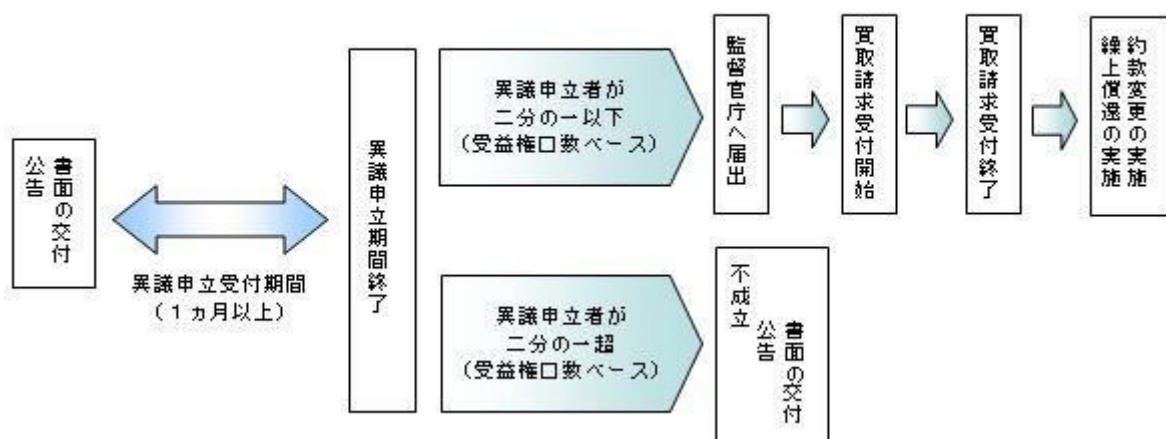 書面の交付
公告
異議申立受付期間
（１ヵ月以上）
異議申立期間終了
異議申立者が
二分の一以下
（受益権口数ベース）
監督官庁へ届出
買取請求受付開始
買取請求受付終了
約款変更の実施
繰上償還の実施
異議申立者が
二分の一超
（受益権口数ベース）
不成立
書面の交付
公告